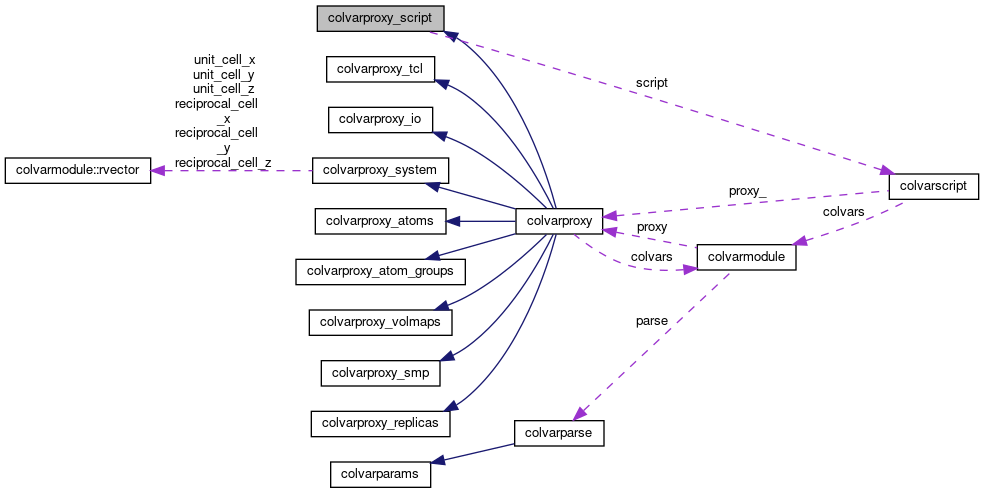 colvarproxy_script
unit_cell_x
unit_cell_y
unit_cell_z
reciprocal_cell
_x
reciprocal_cell
_y
reciprocal_cell_z
colvarproxy_tcl
script
colvarproxy_io
colvarmodule::rvector
colvarproxy_system
colvarscript
proxy_
colvars
colvarproxy_atoms
colvarproxy
proxy
colvars
colvarmodule
colvarproxy_atom_groups
colvarproxy_volmaps
parse
colvarproxy_smp
colvarproxy_replicas
colvarparse
colvarparams